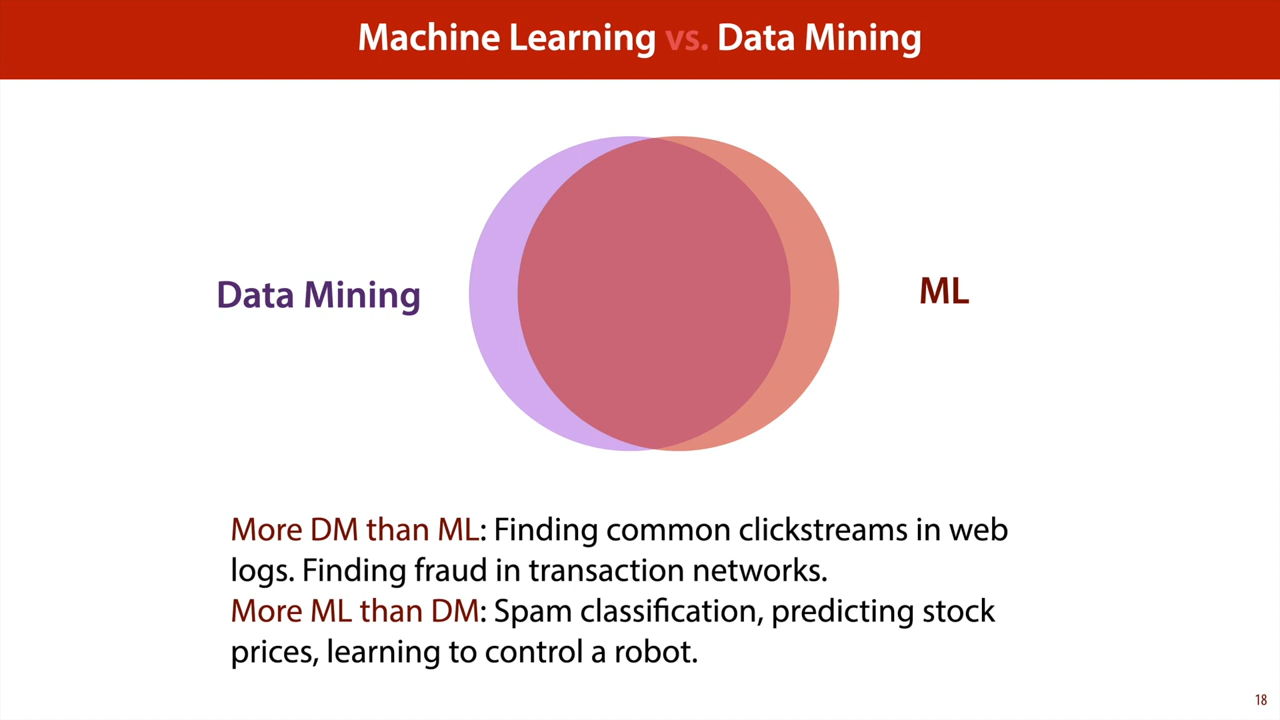 Machine Learning vs. Data Mining
Data Mining
ML
More DM than ML: Finding common clickstreams in web
logs. Finding fraud in transaction networks.
More ML than DM: Spam classification, predicting stock
prices, learning to control a robot.
18